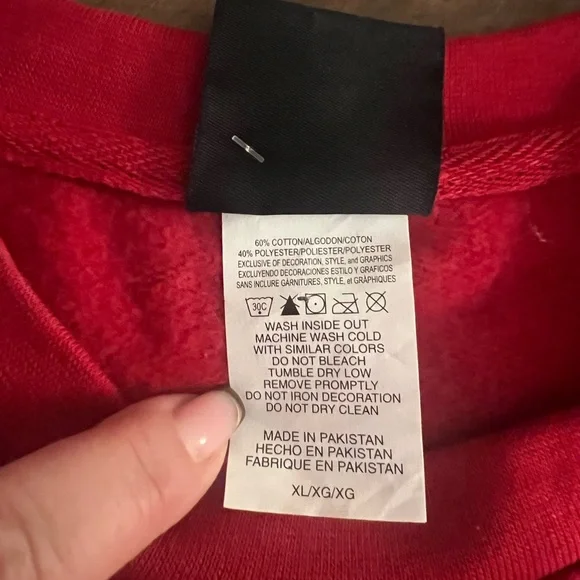 60% COTTON/ALGODON/COTON
40% POLYESTER/POLIESTER/POLYESTER
EXCLUSIVE OF DECORATION, STYLE, and GRAPHICS
EXCLUYENDO DECORACIONES ESTILO Y GRAFICOS
SANS INCLURE GARNITURES, STYLE, et GRÀPHIQUES
30C
WASH INSIDE OUT
MACHINE WASH COLD
WITH SIMILAR COLORS
DO NOT BLEACH
TUMBLE DRY LOW
REMOVE PROMPTLY
DO NOT IRON DECORATION
DO NOT DRY CLEAN
MADE IN PAKISTAN
HECHO EN PAKISTAN
FABRIQUE EN PAKISTAN
XL/XG/XG